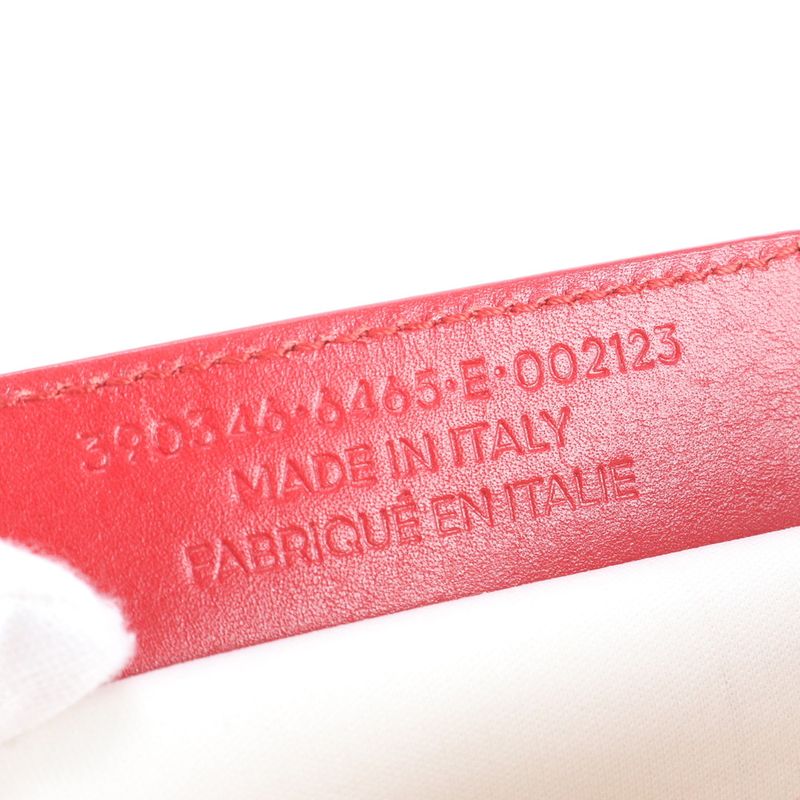 390346·6465·E·002123
MADE IN ITALY
FABRIQUÉ EN ITALIE